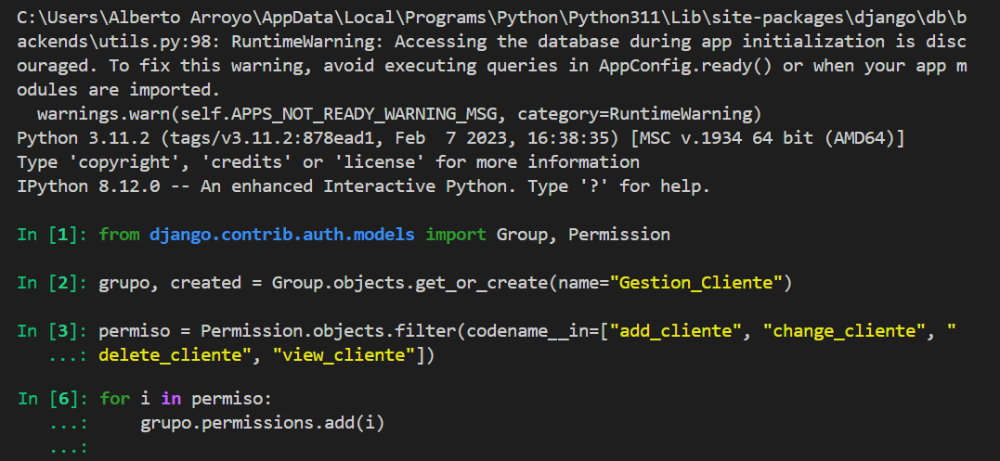 C:\Users\Alberto Arroyo\AppData\Local\Programs\Python\Python311\Lib\site-packages\django\db\b
ackends\utils.py:98: RuntimeWarning: Accessing the database during app initialization is disc
ouraged. To fix this warning, avoid executing queries in AppConfig.ready() or when your app m
odules are imported.
  warnings.warn(self.APPS_NOT_READY_WARNING_MSG, category=RuntimeWarning)
Python 3.11.2 (tags/v3.11.2:878ead1, Feb  7 2023, 16:38:35) [MSC v.1934 64 bit (AMD64)]
Type 'copyright', 'credits' or 'license' for more information
IPython 8.12.0 -- An enhanced Interactive Python. Type '?' for help.

In [1]: from django.contrib.auth.models import Group, Permission

In [2]: grupo, created = Group.objects.get_or_create(name="Gestion_Cliente")

In [3]: permiso = Permission.objects.filter(codename__in=["add_cliente", "change_cliente", "
   ...: delete_cliente", "view_cliente"])

In [6]: for i in permiso:
   ...:     grupo.permissions.add(i)
   ...: